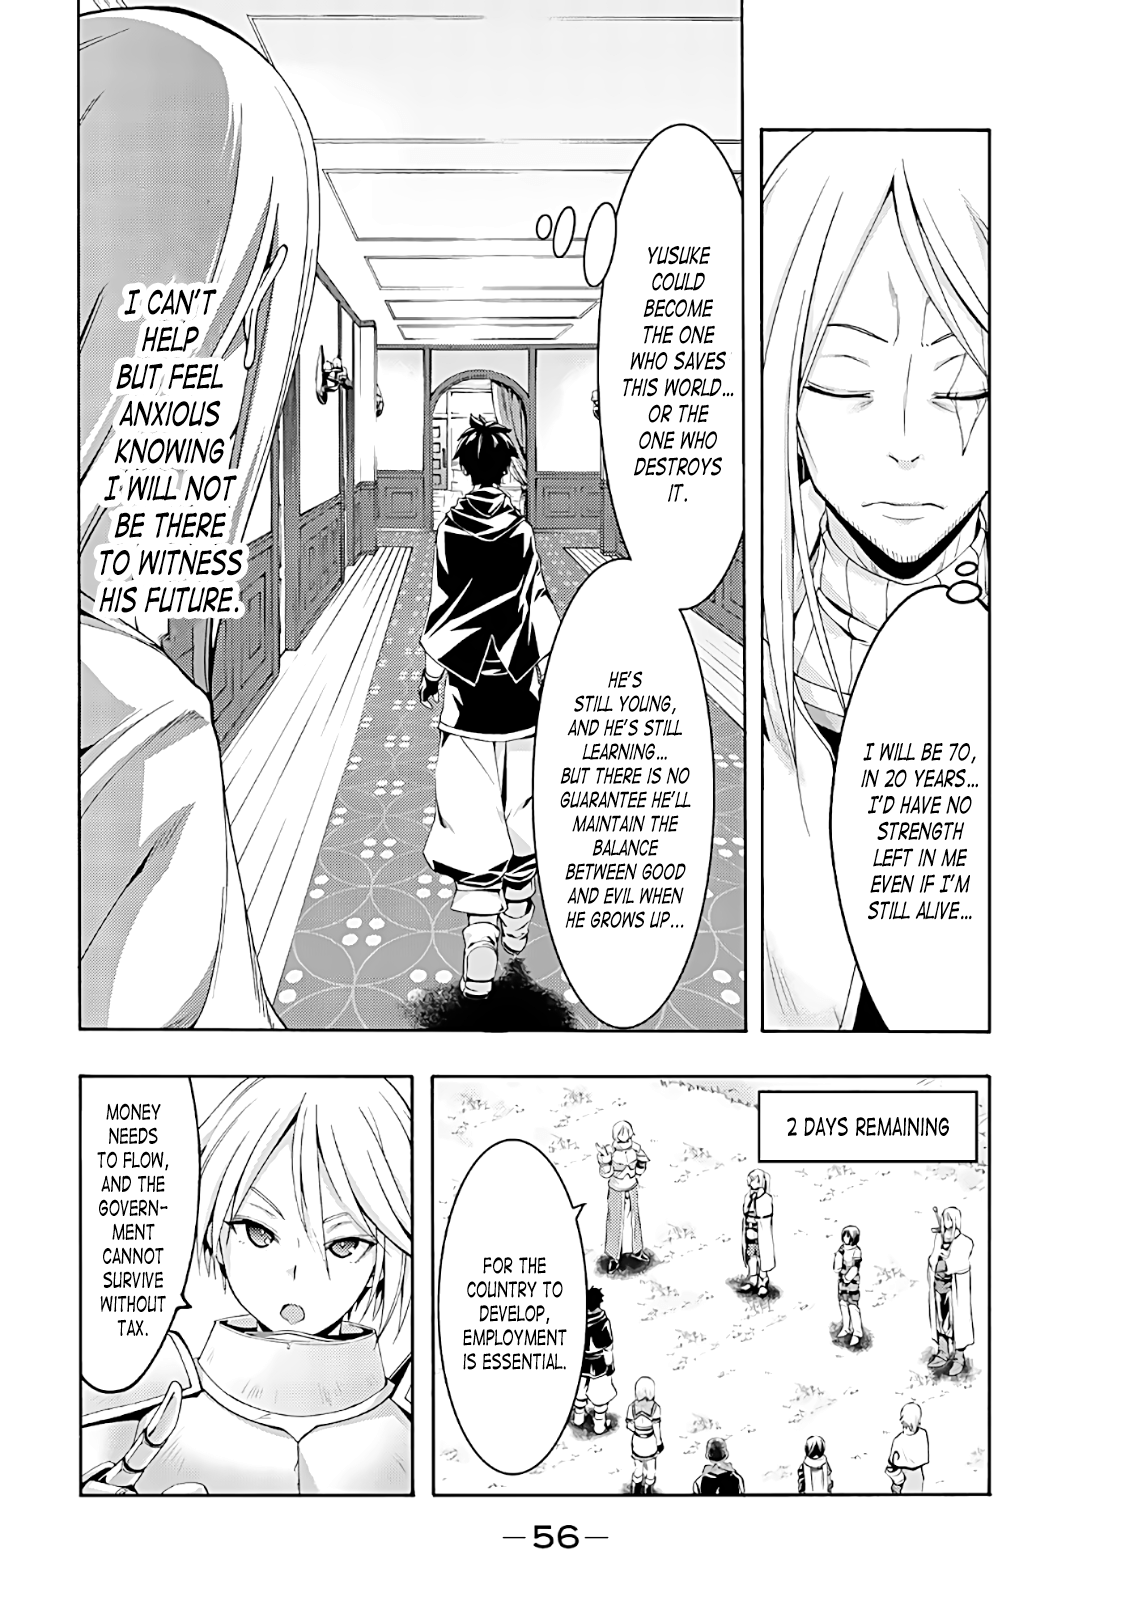 I WILL BE 70,
IN 20 YEARS...
I'D HAVE NO
STRENGTH
LEFT IN ME
EVEN IF I'M
STILL ALIVE...
YUSUKE
COULD
BECOME
THE ONE
WHO SAVES
THIS WORLD...
OR THE
ONE WHO
DESTROYS
IT.
HE'S
STILL YOUNG,
AND HE'S STILL
LEARNING...
BUT THERE IS NO
GUARANTEE HE'LL
MAINTAIN THE
BALANCE
BETWEEN GOOD
AND EVIL WHEN
HE GROWS UP...
I CAN'T
HELP
BUT FEEL
ANXIOUS
KNOWING
I WILL NOT
BE THERE
TO WITNESS
HIS FUTURE.
2 DAYS REMAINING
FOR THE
COUNTRY TO
DEVELOP,
EMPLOYMENT
IS ESSENTIAL.
MONEY
NEEDS
TO FLOW,
AND THE
GOVERN-
MENT
CANNOT
SURVIVE
WITHOUT
TAX.
—56—